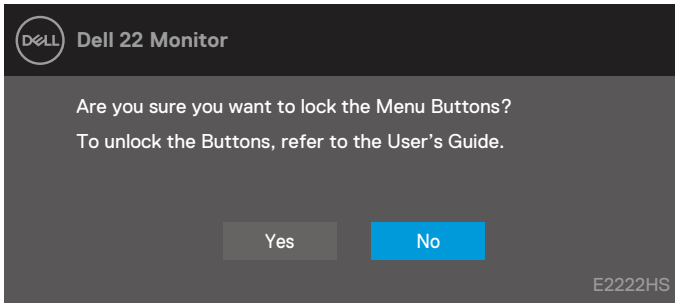 DELL Dell 22 Monitor
Are you sure you want to lock the Menu Buttons?
To unlock the Buttons, refer to the User’s Guide.
Yes No
E2222HS